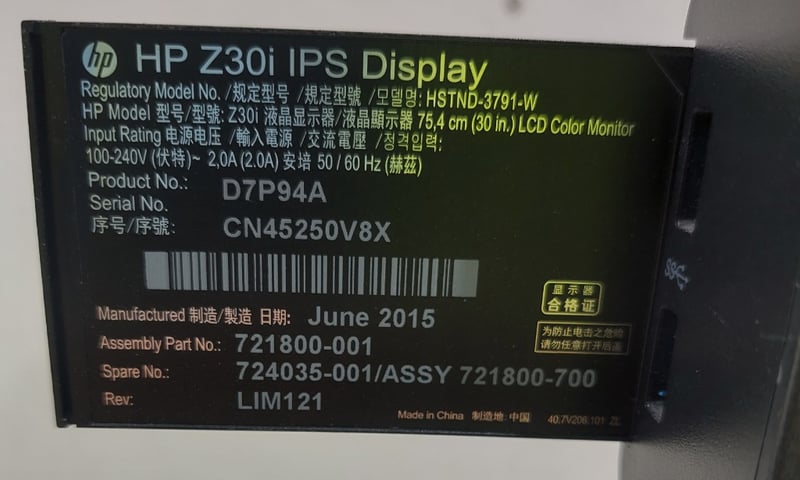 hp HP Z30i IPS Display
Regulatory Model No. /规定型号 /規定型號 /모델명: HSTND-3791-W
HP Model 型号/型號: Z30i 液晶显示器/液晶顯示器 75,4 cm (30 in.) LCD Color Monitor
Input Rating 电源电压 /輸入電源 /交流電壓 /정격입력:
100-240V (伏特)~ 2,0A (2.0A) 安培 50 / 60 Hz (赫兹)
Product No.: D7P94A
Serial No.
序号/序號: CN45250V8X
显示器
合格证
Manufactured 制造/製造 日期: June 2015
为防止电击之危险
请勿任意打开后盖
Assembly Part No.: 721800-001
Spare No.: 724035-001/ASSY 721800-700
Rev: LIM121
Made in China 制造地: 中国 40.7V206.101